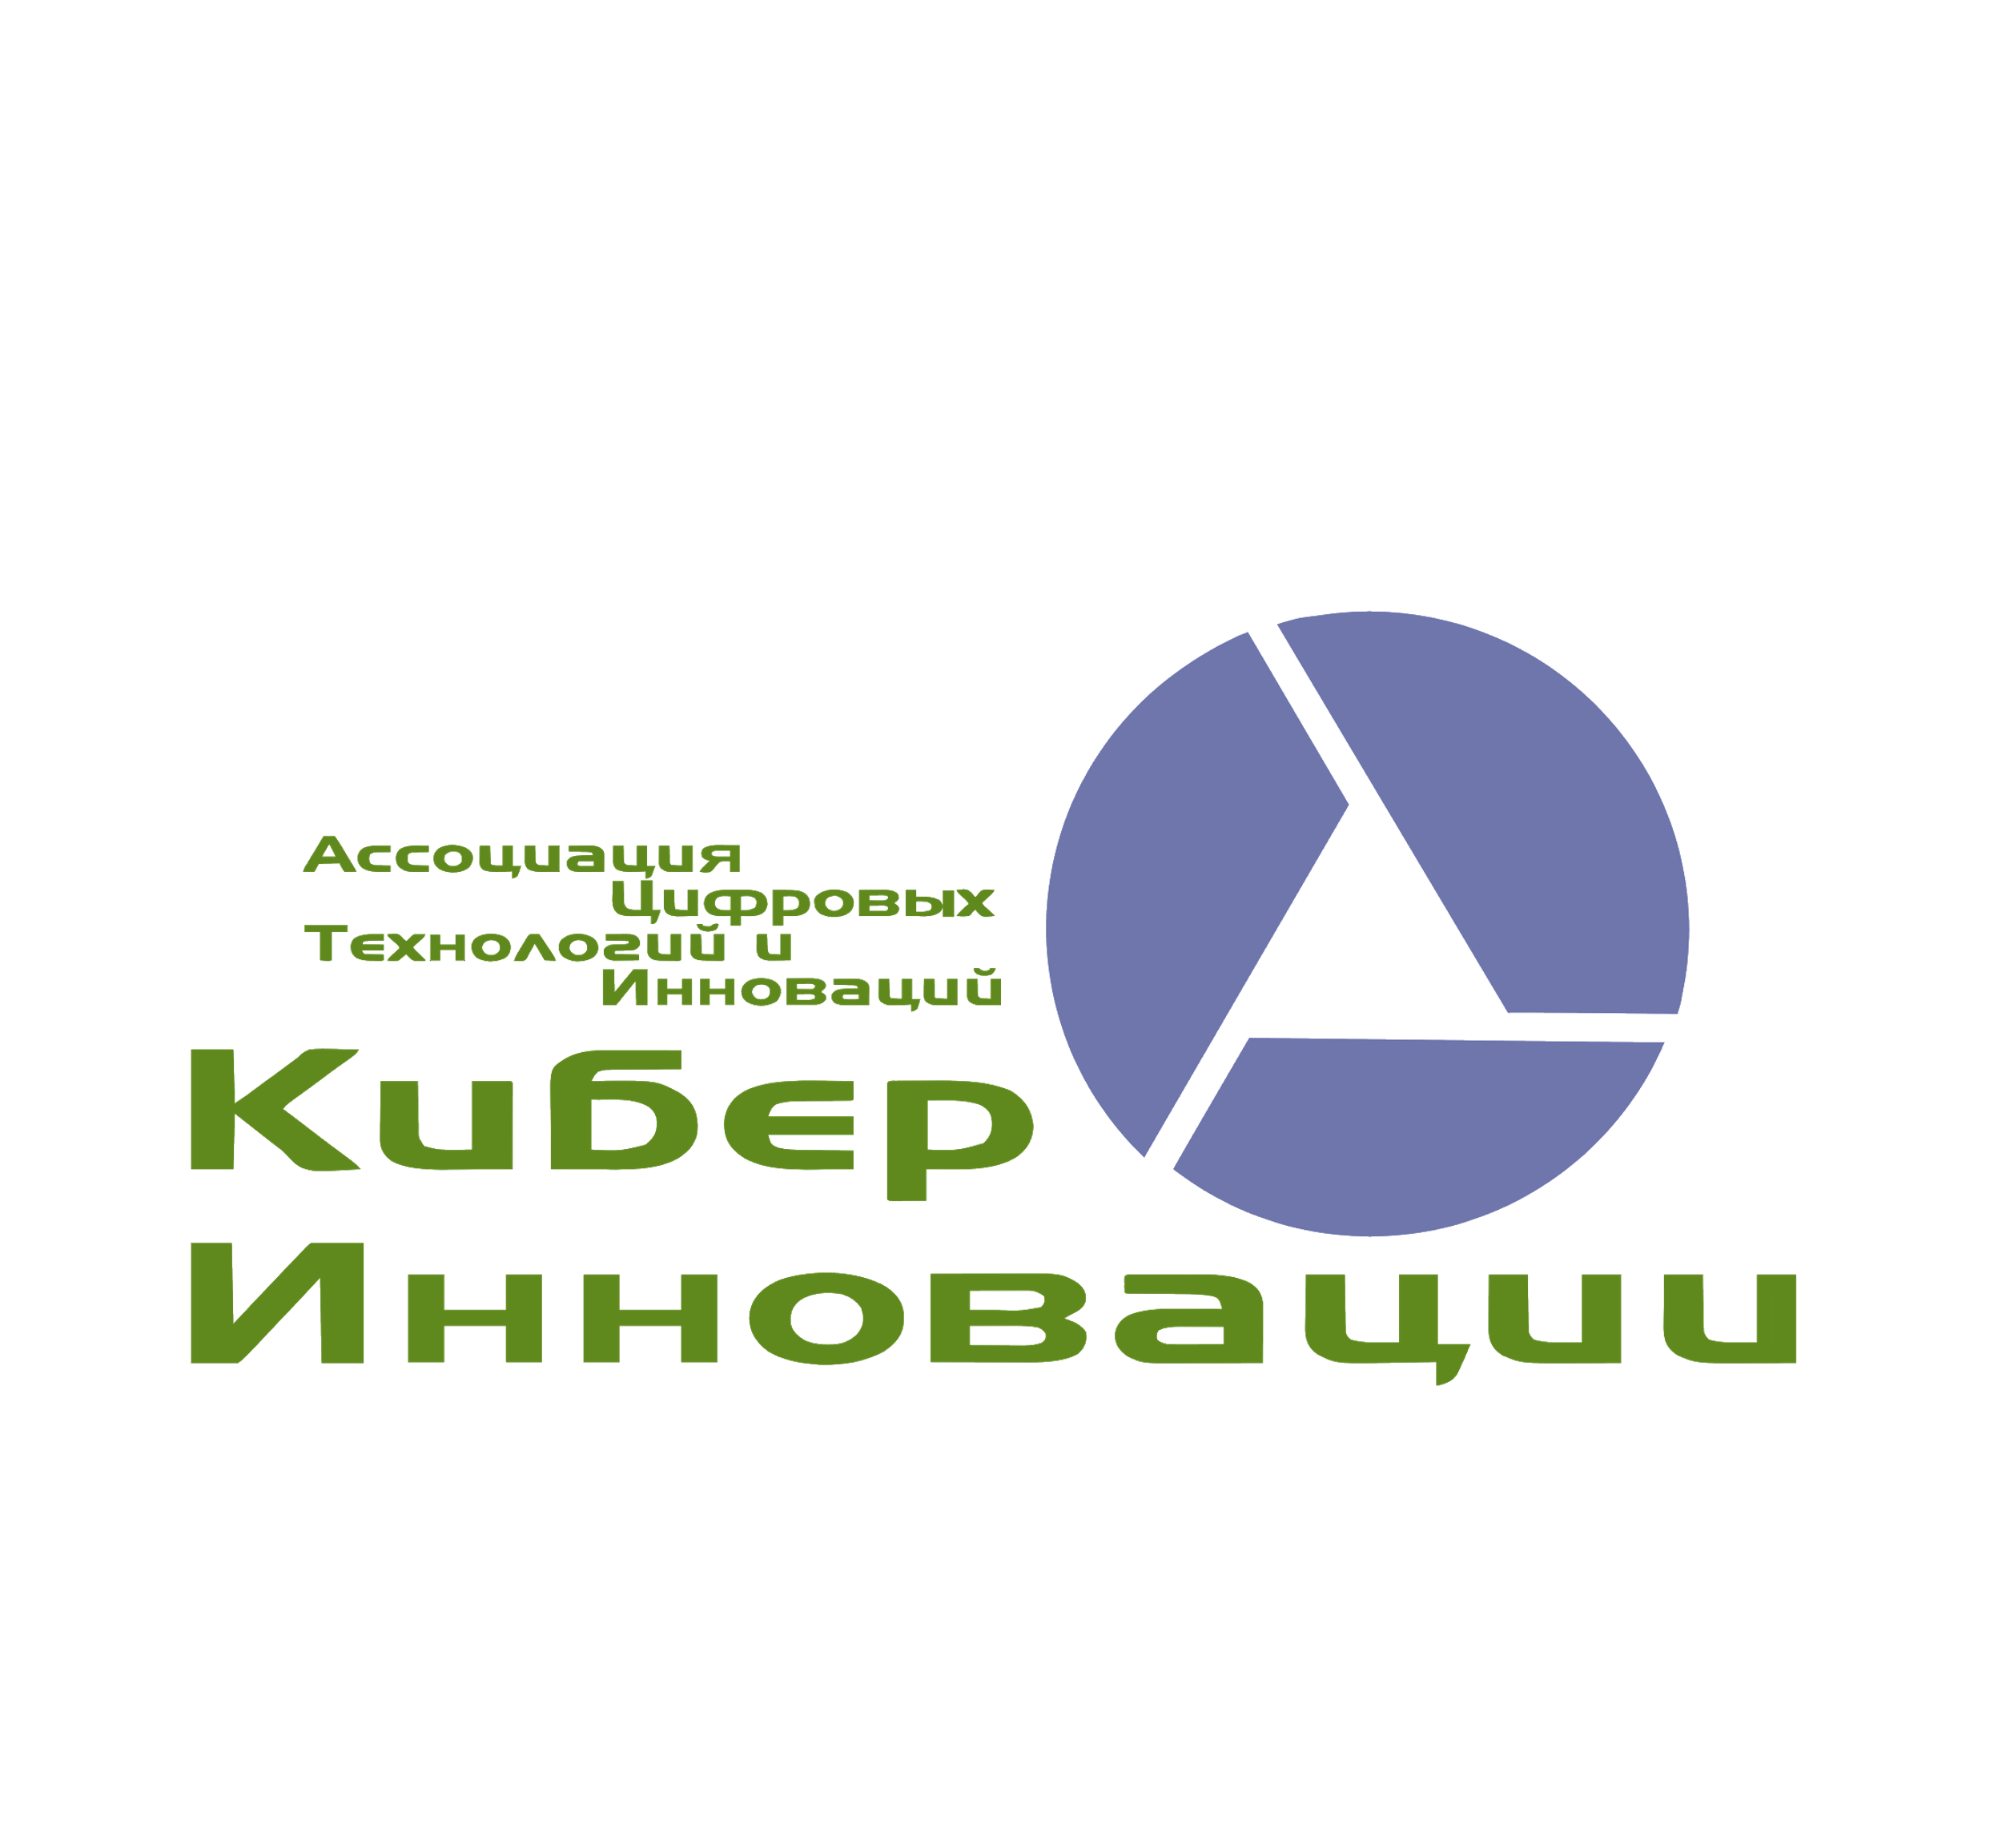 Ассоциация
Цифровых
Технологий и
Инноваций
Кибер
Инновации